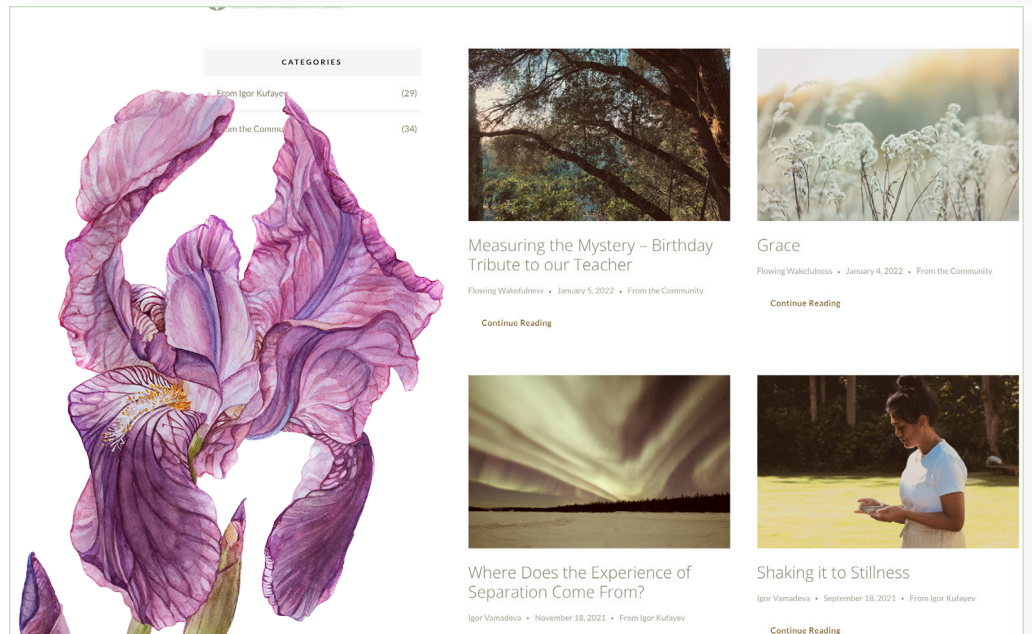 CATEGORIES
From Igor Kufayev (29)
om the Commu (34)
Measuring the Mystery – Birthday
Tribute to our Teacher
Flowing Wakefulness • January 5, 2022 • From the Community
Continue Reading
Grace
Flowing Wakefulness • January 4, 2022 • From the Community
Continue Reading
Where Does the Experience of
Separation Come From?
Igor Vamadeva • November 18, 2021 • From Igor Kufayev
Shaking it to Stillness
Igor Vamadeva • September 18, 2021 • From Igor Kufayev
Continue Reading